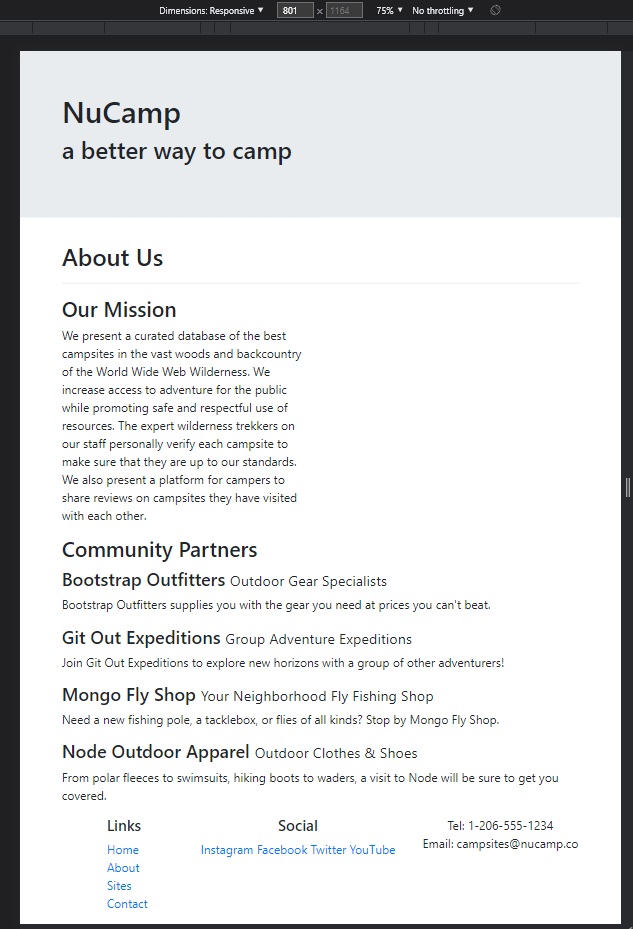 Dimensions: Responsive ▼ 801 × 1164 75% ▼ No throttling ▼
NuCamp
a better way to camp
About Us
Our Mission
We present a curated database of the best
campsites in the vast woods and backcountry
of the World Wide Web Wilderness. We
increase access to adventure for the public
while promoting safe and respectful use of
resources. The expert wilderness trekkers on
our staff personally verify each campsite to
make sure that they are up to our standards.
We also present a platform for campers to
share reviews on campsites they have visited
with each other.
Community Partners
Bootstrap Outfitters Outdoor Gear Specialists
Bootstrap Outfitters supplies you with the gear you need at prices you can't beat.
Git Out Expeditions Group Adventure Expeditions
Join Git Out Expeditions to explore new horizons with a group of other adventurers!
Mongo Fly Shop Your Neighborhood Fly Fishing Shop
Need a new fishing pole, a tacklebox, or flies of all kinds? Stop by Mongo Fly Shop.
Node Outdoor Apparel Outdoor Clothes & Shoes
From polar fleeces to swimsuits, hiking boots to waders, a visit to Node will be sure to get you
covered.
Links
Home
About
Sites
Contact
Social
Instagram Facebook Twitter YouTube
Tel: 1-206-555-1234
Email: campsites@nucamp.co